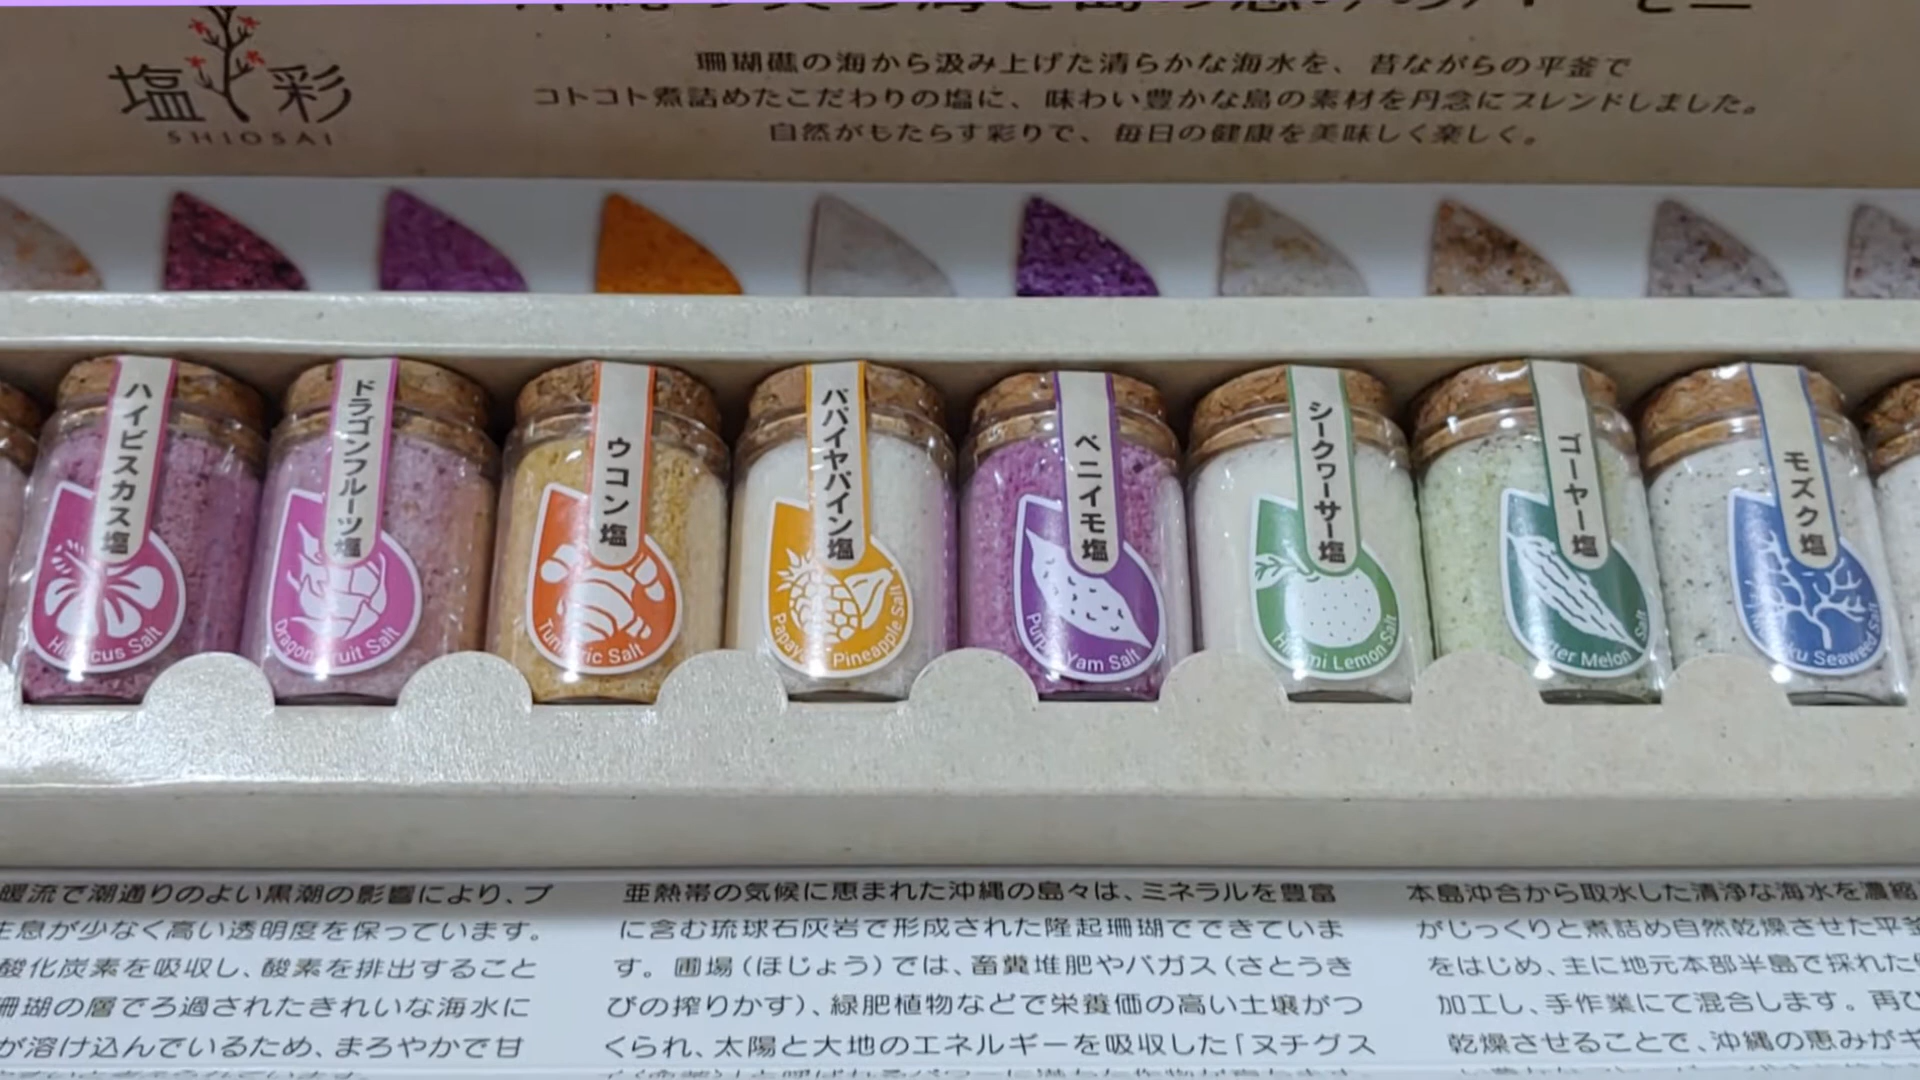 塩彩
SHIOSAI
珊瑚礁の海から汲み上げた清らかな海水を、昔ながらの平釜で
コトコト煮詰めたこだわりの塩に、味わい豊かな島の素材を丹念にブレンドしました。
自然がもたらす彩りで、毎日の健康を美味しく楽しく。
ハイビスカス塩
Hibiscus Salt
ドラゴンフルーツ塩
Dragon Fruit Salt
ウコン塩
Turmeric Salt
パパイヤパイン塩
Papaya Pineapple Salt
ベニイモ塩
Purple Yam Salt
シークヮーサー塩
Lemon Salt
ゴーヤー塩
Melon Salt
モズク塩
Seaweed Salt
暖流で潮通りのよい黒潮の影響により、プ
生息が少なく高い透明度を保っています。
酸化炭素を吸収し、酸素を排出すること
珊瑚の層でろ過されたきれいな海水に
が溶け込んでいるため、まろやかで甘
亜熱帯の気候に恵まれた沖縄の島々は、ミネラルを豊富
に含む琉球石灰岩で形成された隆起珊瑚でできていま
す。圃場(ほじょう)では、畜糞堆肥やバガス(さとうき
びの搾りかす)、緑肥植物などで栄養価の高い土壌がつ
くられ、太陽と大地のエネルギーを吸収した「ヌチグス
本島沖合から取水した清浄な海水を濃縮
がじっくりと煮詰め自然乾燥させた平釜
をはじめ、主に地元本部半島で採れた
加工し、手作業にて混合します。再び
乾燥させることで、沖縄の恵みがギ